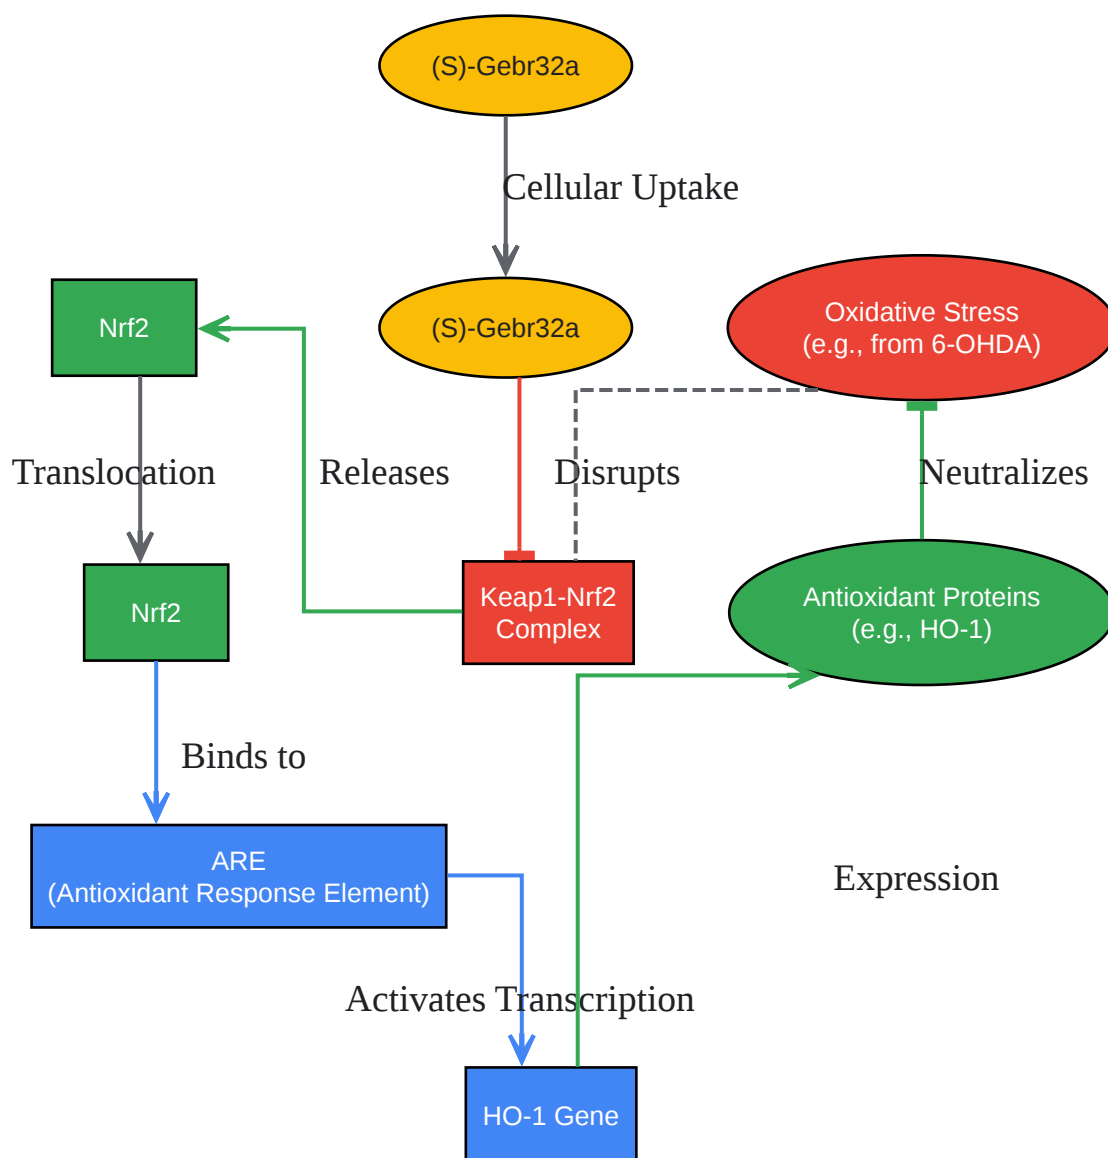 (S)-Gebr32a
Cellular Uptake
Oxidative Stress
(e.g., from 6-OHDA)
Nrf2
(S)-Gebr32a
Translocation
Releases
Disrupts
Neutralizes
Nrf2
Keap1-Nrf2
Complex
Antioxidant Proteins
(e.g., HO-1)
Binds to
ARE
(Antioxidant Response Element)
Expression
Activates Transcription
HO-1 Gene